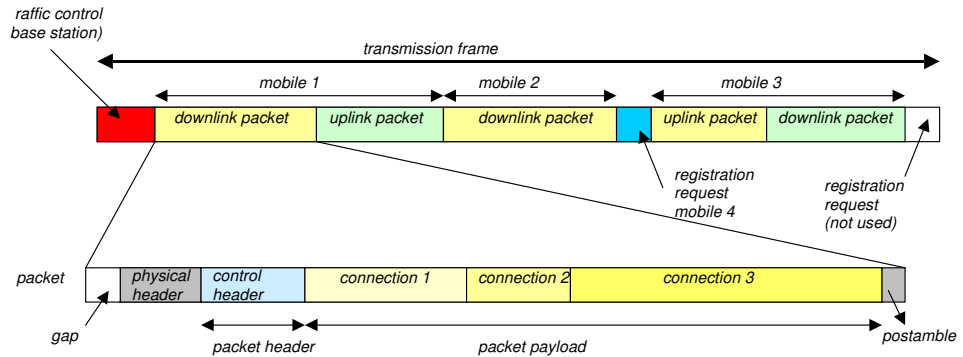 raffic control
base station)
transmission frame
mobile 1
mobile 2
mobile 3
downlink packet
uplink packet
downlink packet
uplink packet
downlink packet
registration
request
mobile 4
registration
request
(not used)
packet
physical
header
control
header
connection 1
connection 2
connection 3
gap
packet header
packet payload
postamble